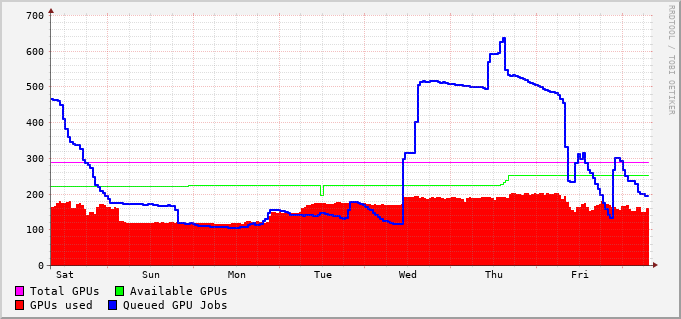 700
600
500
400
300
200
100
0
Sat Sun Mon Tue Wed Thu Fri
Total GPUs Available GPUs
GPUs used Queued GPU Jobs
RRDTOOL / TOBI OETIKER